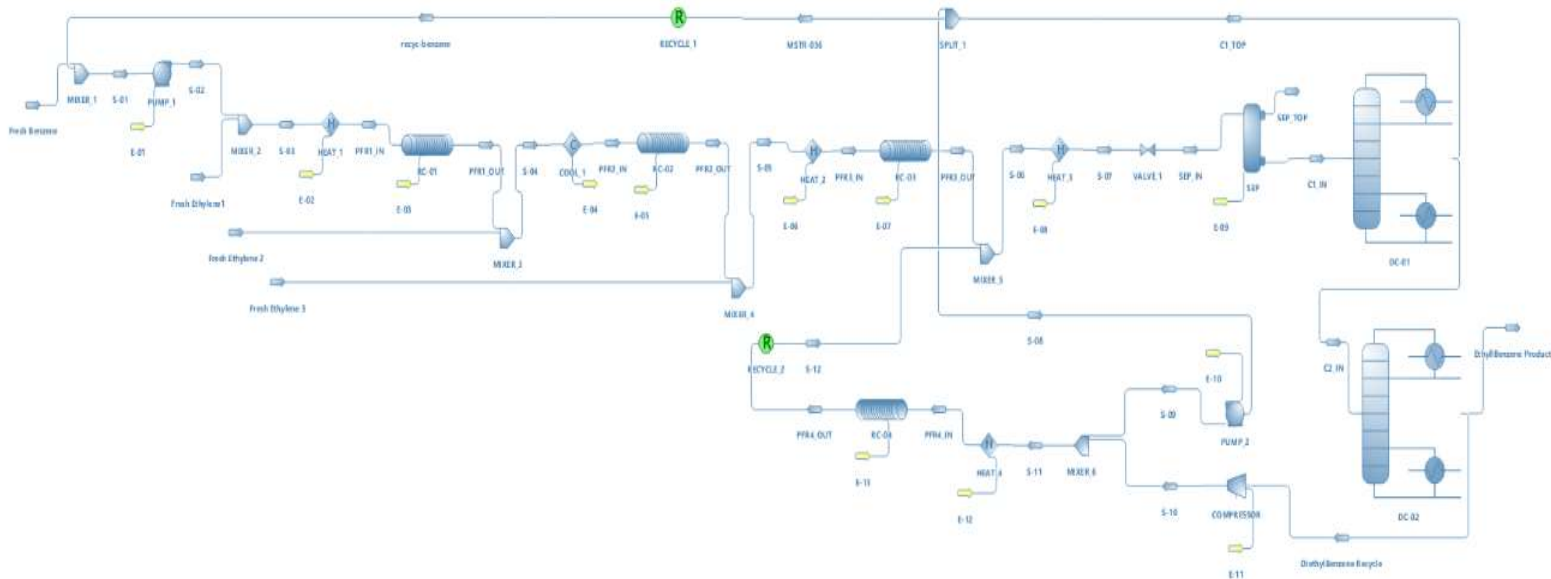 R
recyc-benzene
RECYCLE_1
MSTR-036
SPLIT_1
C1_TOP
MIXER_1
S-01
PUMP_1
S-02
Fresh Benzene
E-01
MIXER_2
S-03
H
HEAT_1
PFR1_IN
RC-01
PFR1_OUT
S-04
C
COOL_1
PFR2_IN
RC-02
PFR2_OUT
S-05
H
HEAT_2
PFR3_IN
RC-03
PFR3_OUT
S-06
H
HEAT_3
S-07
VALVE_1
SEP_IN
SEP
SEP_TOP
C1_IN
Fresh Ethylene1
E-02
E-03
E-04
E-05
E-06
E-07
E-08
E-09
DC-01
Fresh Ethylene 2
MIXER_3
MIXER_5
Fresh Ethylene 3
MIXER_4
S-08
R
RECYCLE_2
E-12
E-10
C2_IN
EthylBenzene Product
S-09
PFR4_OUT
RC-04
PFR4_IN
H
HEAT_4
S-11
MIXER_6
PUMP_2
E-12
S-10
COMPRESSOR
DC-02
E-11
DiethylBenzene Recycle